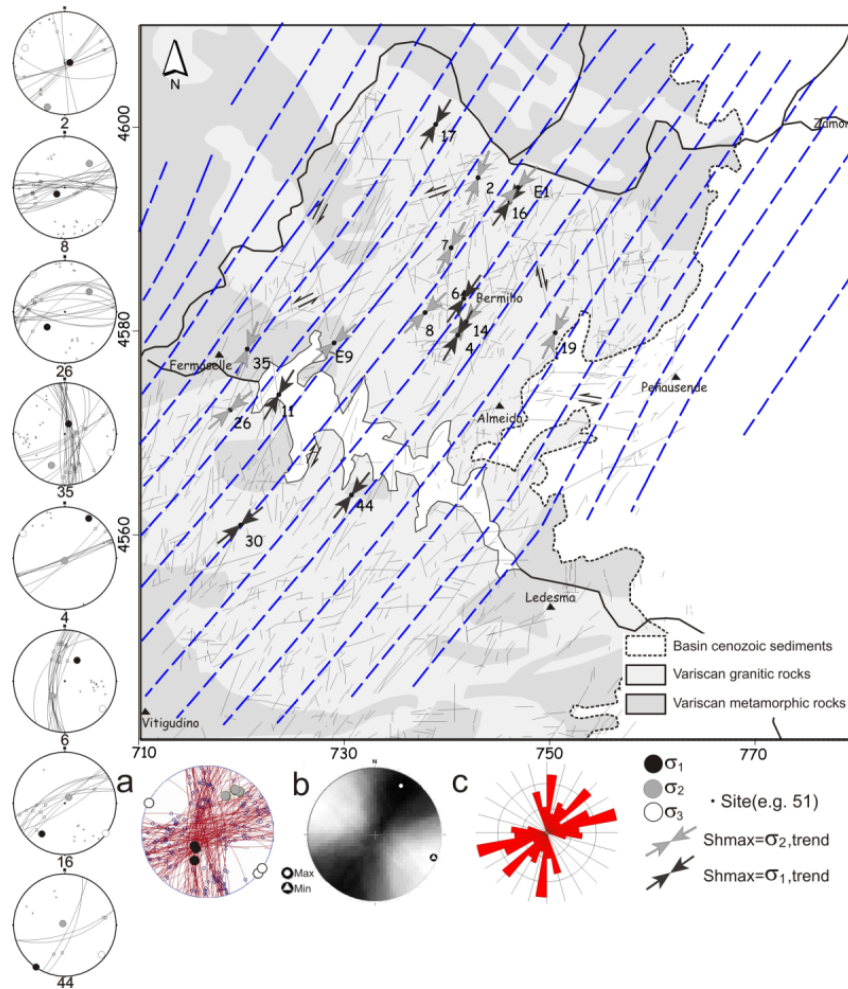 2
8
26
35
4
6
16
44
N
4600
4580
4560
710
730
750
770
17
2
E1
16
Zamor
7
6
Bermillo
8
14
4
19
35
E9
Fermoselle
Peñausende
26
11
Almeida
44
30
Ledesma
Vitigudino
Basin cenozoic sediments
Variscan granitic rocks
Variscan metamorphic rocks
a
b
c
N
Max
Min
σ1
σ2
σ3
Site(e.g. 51)
Shmax=σ2,trend
Shmax=σ1,trend